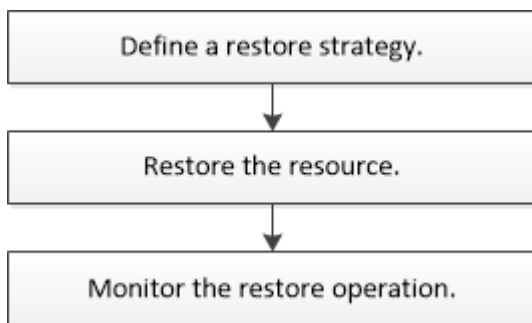 Define a restore strategy.
Restore the resource.
Monitor the restore operation.